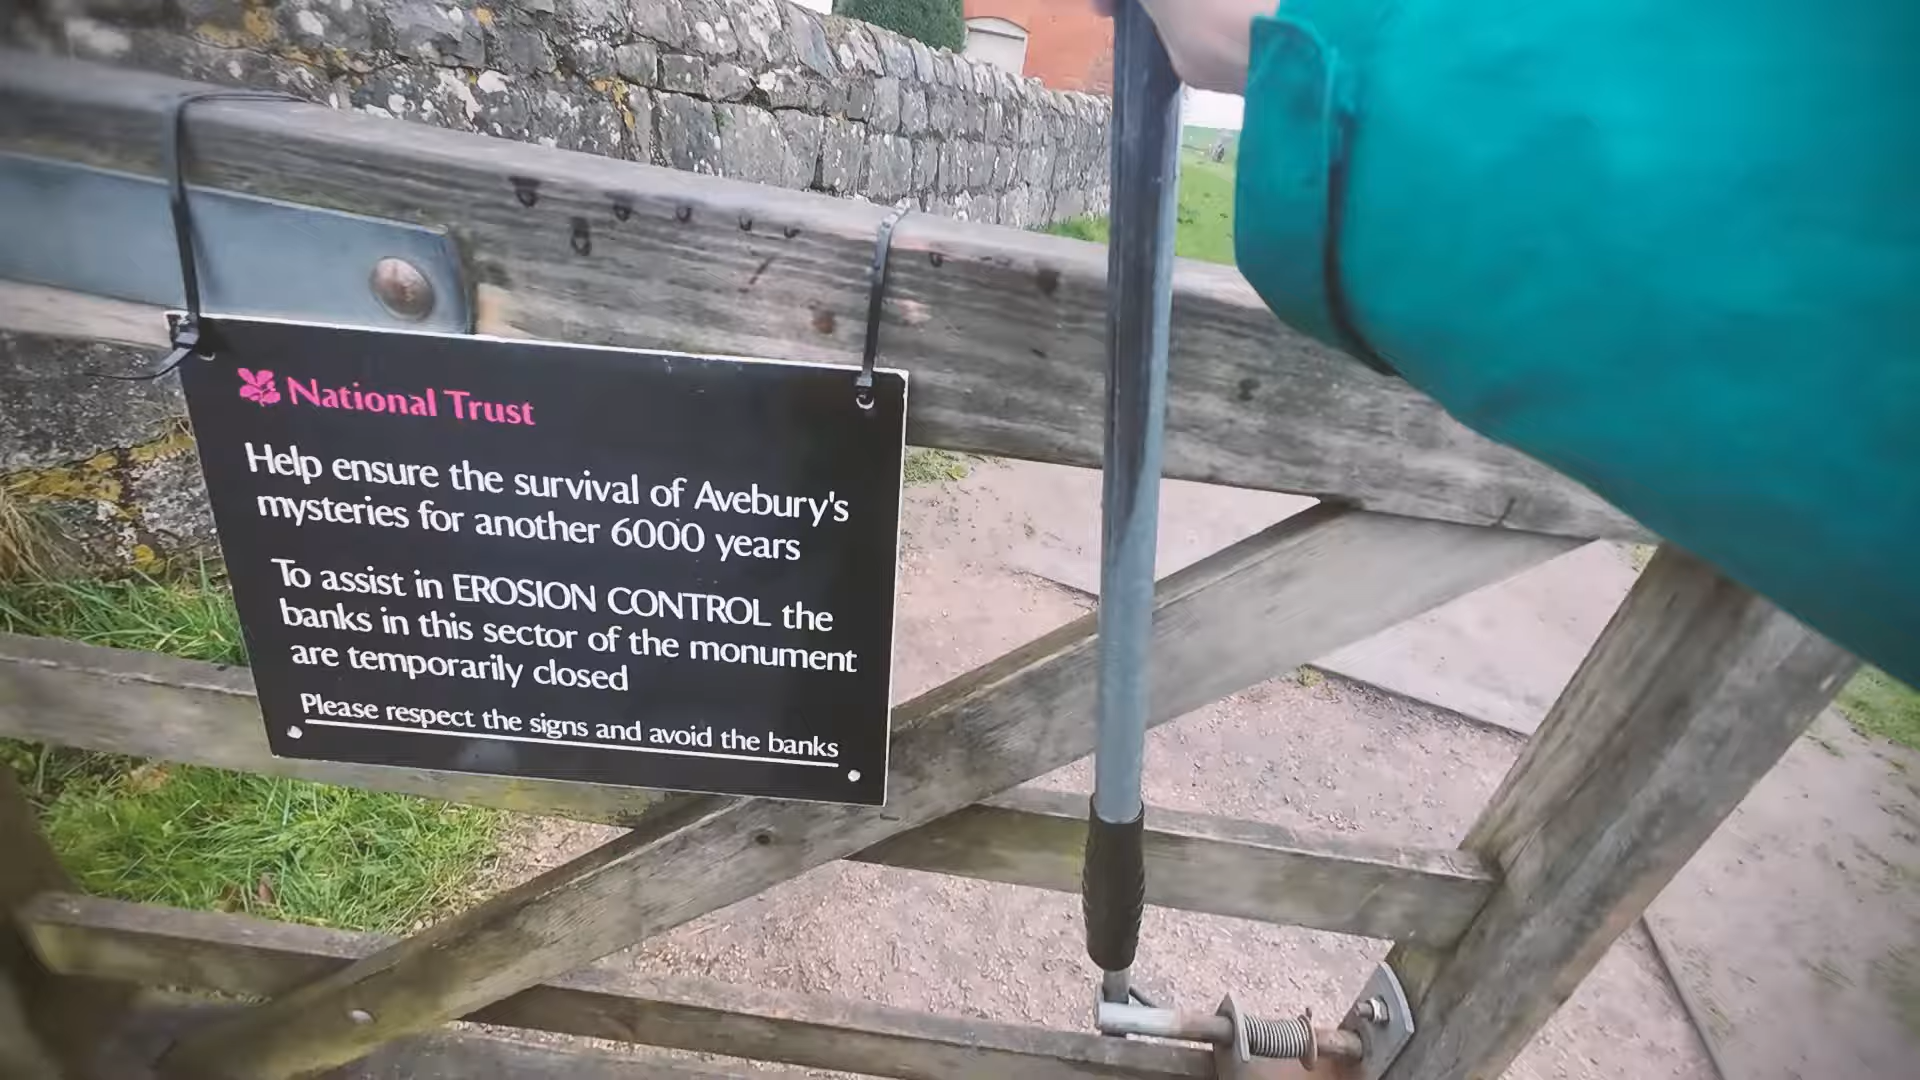 National Trust
Help ensure the survival of Avebury's
mysteries for another 6000 years
To assist in EROSION CONTROL the
banks in this sector of the monument
are temporarily closed
Please respect the signs and avoid the banks